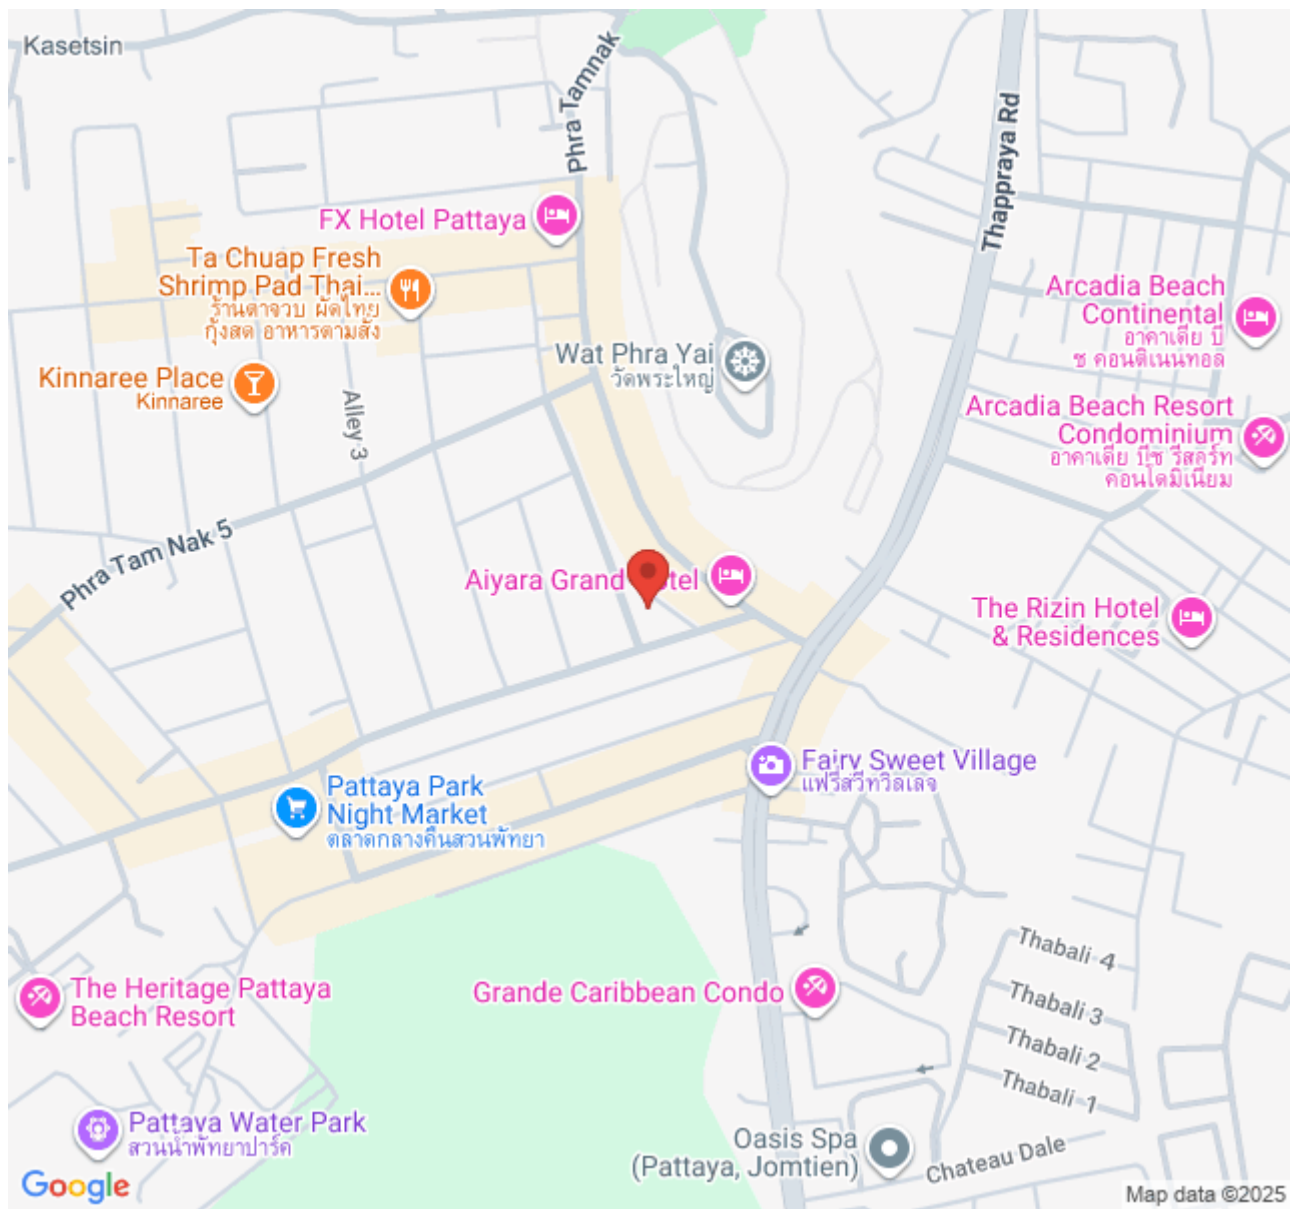 Kasetsin
Phra Tamnak
Thappraya Rd
FX Hotel Pattaya
Ta Chuap Fresh
Shrimp Pad Thai...
ร้านตาจวบ ผัดไทย
กุ้งสด อาหารตามสั่ง
Arcadia Beach
Continental
อาคาเดีย บี
ช คอนติเนนทอล
Wat Phra Yai
วัดพระใหญ่
Kinnaree Place
Kinnaree
Alley 3
Arcadia Beach Resort
Condominium
อาคาเดีย บีช รีสอร์ท
คอนโดมิเนียม
Phra Tam Nak 5
Aiyara Grand
tel
The Rizin Hotel
& Residences
Fairy Sweet Village
แฟรี่สวีทวิลเลจ
Pattaya Park
Night Market
ตลาดกลางคืนสวนพัทยา
Thabali 4
The Heritage Pattaya
Beach Resort
Grande Caribbean Condo
Thabali 3
Thabali 2
Thabali 1
Pattaya Water Park
สวนน้ำพัทยาปาร์ค
Oasis Spa
(Pattaya, Jomtien)
Chateau Dale
Google
Map data ©2025